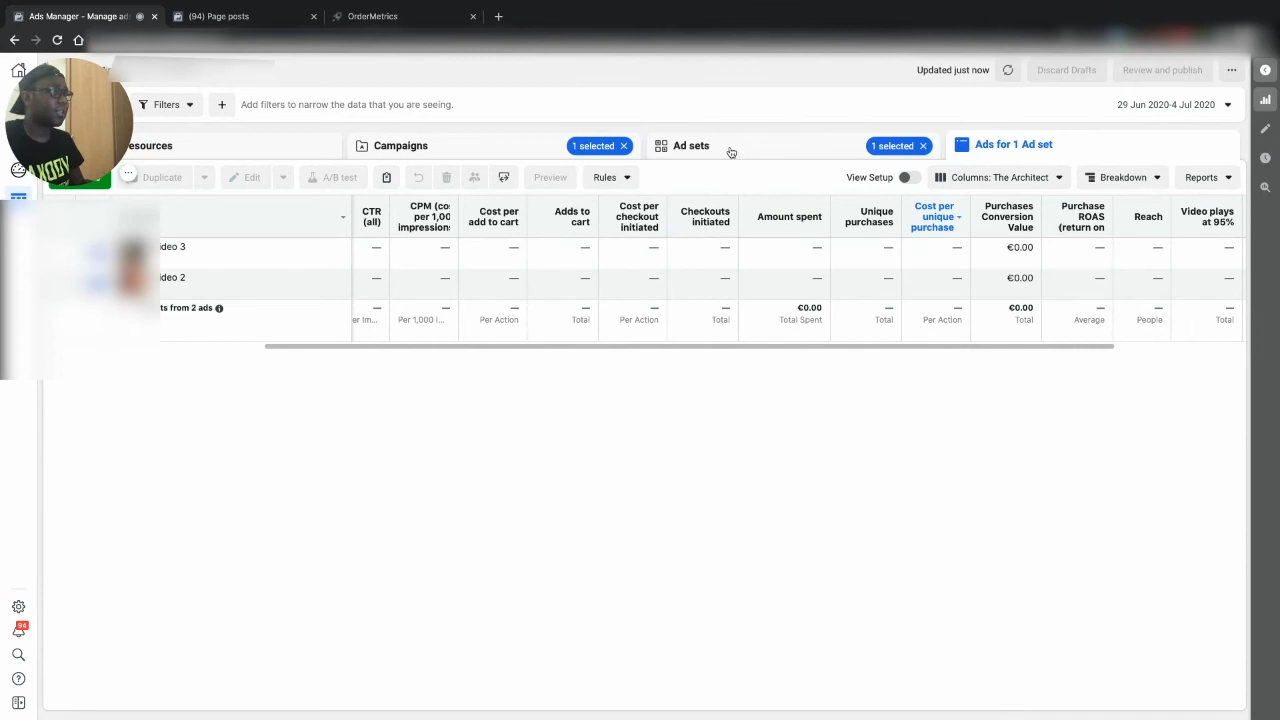 Ads Manager - Manage ad
(94) Page posts
OrderMetrics
Updated just now
Discard Drafts
Review and publish
Filters
Add filters to narrow the data that you are seeing.
29 Jun 2020-4 Jul 2020
esources
Campaigns
1 selected
Ad sets
1 selected
Ads for 1 Ad set
Duplicate
Edit
A/B test
Preview
Rules
View Setup
Columns: The Architect
Breakdown
Reports
CTR
(all)
CPM (co
per 1,00
impression
Cost per
add to cart
Adds to
cart
Cost per
checkout
initiated
Checkouts
initiated
Amount spent
Unique
purchases
Cost per
unique
purchase
Purchases
Conversion
Value
Purchase
ROAS
(return on
Reach
Video plays
at 95%
ideo 3
— — — — — — — — — €0.00 — — —
ideo 2
— — — — — — — — — €0.00 — — —
ts from 2 ads
— — — — — — €0.00 — — €0.00 — — —
er Im...
Per 1,000 I...
Per Action
Total
Per Action
Total
Total Spent
Total
Per Action
Total
Average
People
Total
94